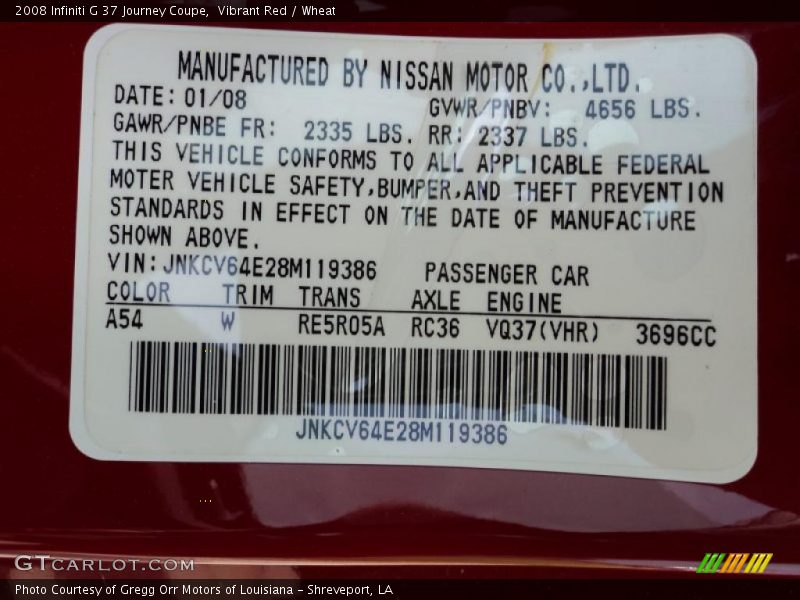 2008 Infiniti G 37 Journey Coupe,  Vibrant Red / Wheat
MANUFACTURED BY NISSAN MOTOR CO.,LTD.
DATE: 01/08 GVWR/PNBV: 4656 LBS.
GAWR/PNBE FR: 2335 LBS. RR: 2337 LBS.
THIS VEHICLE CONFORMS TO ALL APPLICABLE FEDERAL
MOTER VEHICLE SAFETY,BUMPER,AND THEFT PREVENTION
STANDARDS IN EFFECT ON THE DATE OF MANUFACTURE
SHOWN ABOVE.
VIN: JNKCV64E28M119386 PASSENGER CAR
COLOR TRIM TRANS AXLE ENGINE
A54 W RE5R05A RC36 VQ37(VHR) 3696CC
JNKCV64E28M119386
GTCARLOT.COM
Photo Courtesy of Gregg Orr Motors of Louisiana - Shreveport, LA